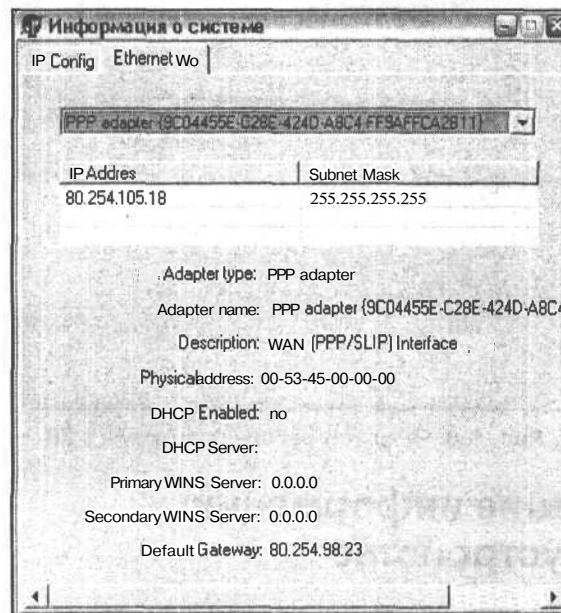 Информация о системе
IP Config Ethernet Wo
PPP adapter {9C04455E-C28E-424D-A8C4-FF9AFFCA2811}
IP Addres Subnet Mask
80.254.105.18 255.255.255.255
Adapter type: PPP adapter
Adapter name: PPP adapter {9C04455E-C28E-424D-A8C4
Description: WAN (PPP/SLIP) Interface
Physical address: 00-53-45-00-00-00
DHCP Enabled: no
DHCP Server:
Primary WINS Server: 0.0.0.0
Secondary WINS Server: 0.0.0.0
Default Gateway: 80.254.98.23